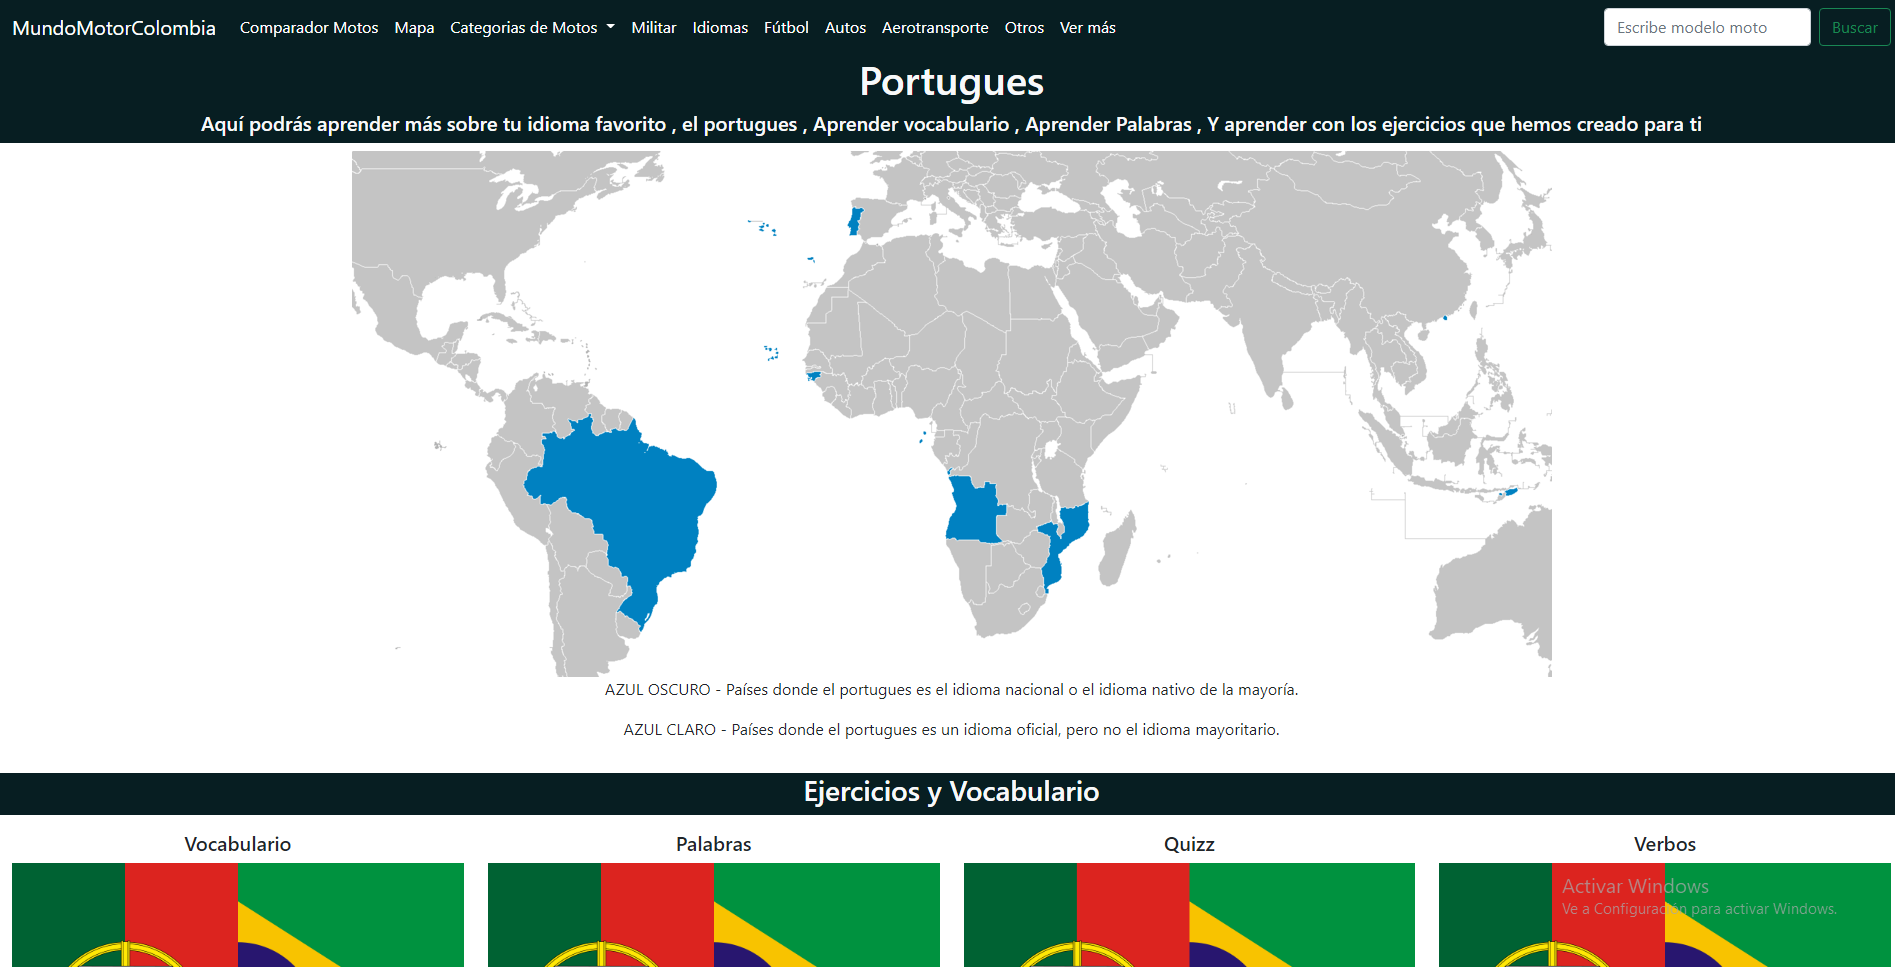 MundoMotorColombia Comparador Motos Mapa Categorias de Motos Militar Idiomas Fútbol Autos Aerotransporte Otros Ver más Escribe modelo moto Buscar
Portugues
Aquí podrás aprender más sobre tu idioma favorito , el portugues , Aprender vocabulario , Aprender Palabras , Y aprender con los ejercicios que hemos creado para ti
AZUL OSCURO - Países donde el portugues es el idioma nacional o el idioma nativo de la mayoría.
AZUL CLARO - Países donde el portugues es un idioma oficial, pero no el idioma mayoritario.
Ejercicios y Vocabulario
Vocabulario Palabras Quizz Verbos
Activar Windows
Ve a Configuración para activar Windows.